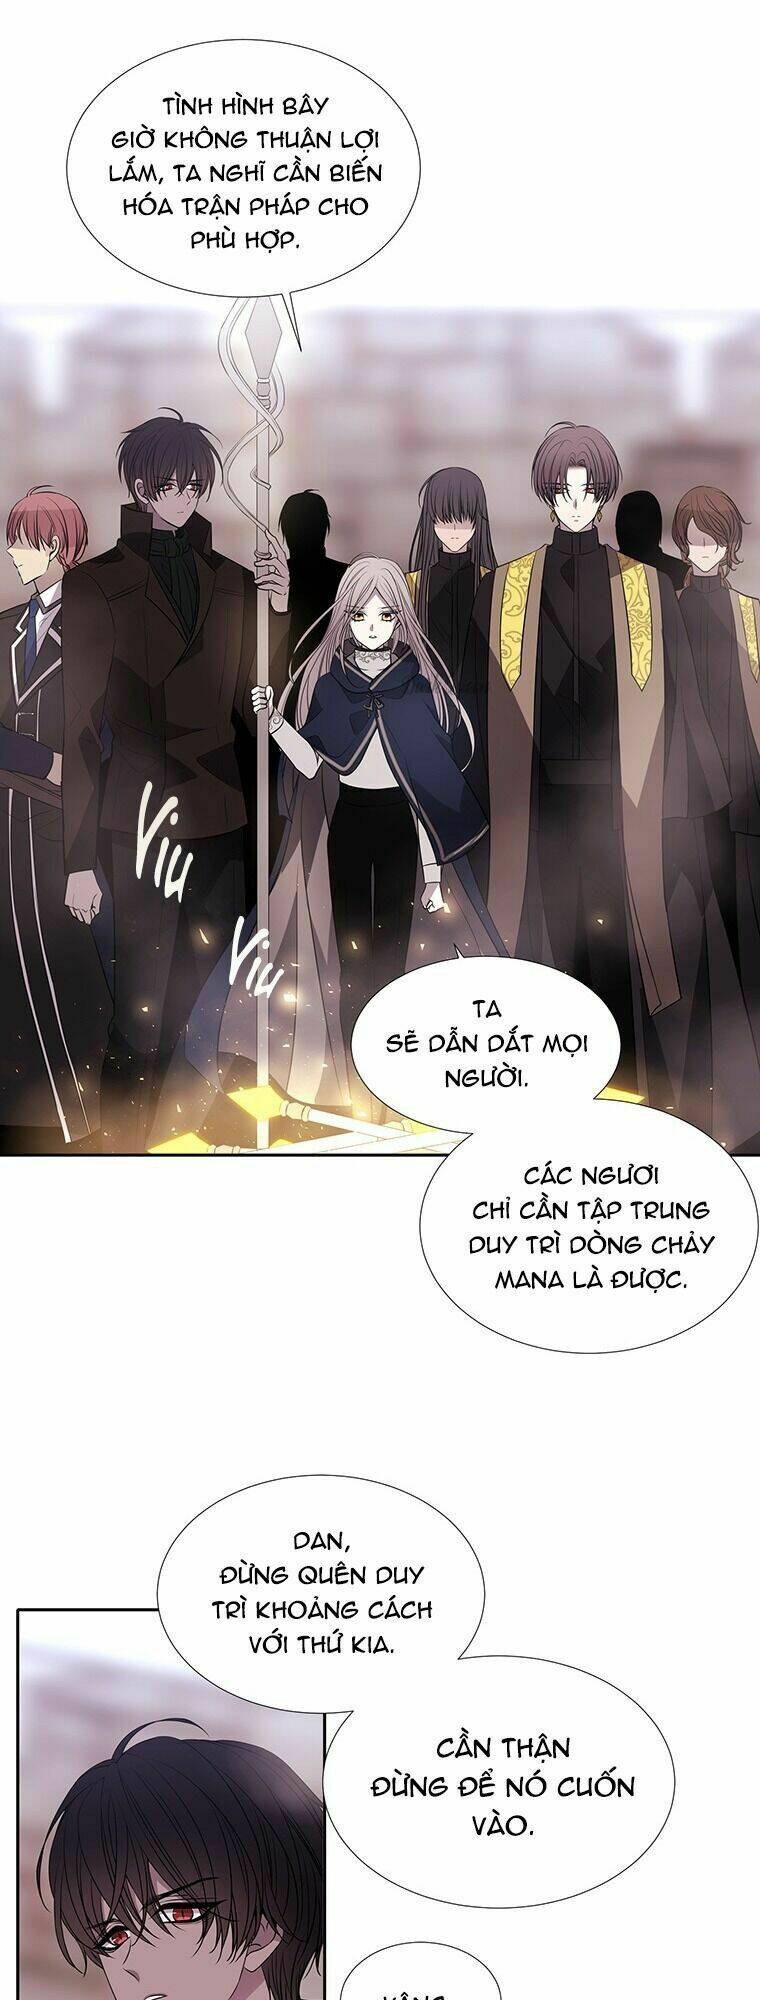 TÌNH HÌNH BÂY
GIỜ KHÔNG THUẬN LỢI
LẮM, TA NGHĨ CẦN BIẾN
HÓA TRẬN PHÁP CHO
PHÙ HỢP.
VIU
VIU
TA
SẼ DẪN DẮT MỌI
NGƯỜI.
CÁC NGƯƠI
CHỈ CẦN TẬP TRUNG
DUY TRÌ DÒNG CHẢY
MANA LÀ ĐƯỢC.
DAN,
ĐỪNG QUÊN DUY
TRÌ KHOẢNG CÁCH
VỚI THỨ KIA.
CẨN THẬN
ĐỪNG ĐỂ NÓ CUỐN
VÀO.